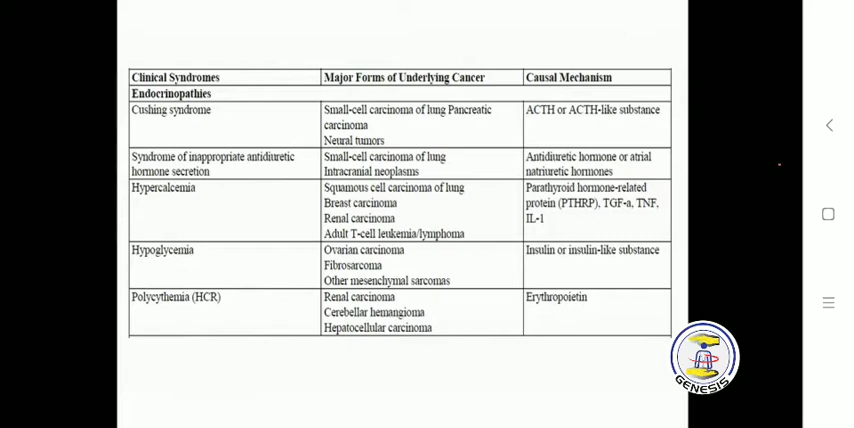 Clinical Syndromes Major Forms of Underlying Cancer Causal Mechanism
Endocrinopathies
Cushing syndrome Small-cell carcinoma of lung Pancreatic ACTH or ACTH-like substance
carcinoma
Neural tumors
Syndrome of inappropriate antidiuretic Small-cell carcinoma of lung Antidiuretic hormone or atrial
hormone secretion Intracranial neoplasms natriuretic hormones
Hypercalcemia Squamous cell carcinoma of lung Parathyroid hormone-related
Breast carcinoma protein (PTHRP), TGF-a, TNF,
Renal carcinoma IL-1
Adult T-cell leukemia/lymphoma
Hypoglycemia Ovarian carcinoma Insulin or insulin-like substance
Fibrosarcoma
Other mesenchymal sarcomas
Polycythemia (HCR) Renal carcinoma Erythropoietin
Cerebellar hemangioma
Hepatocellular carcinoma
GENESIS